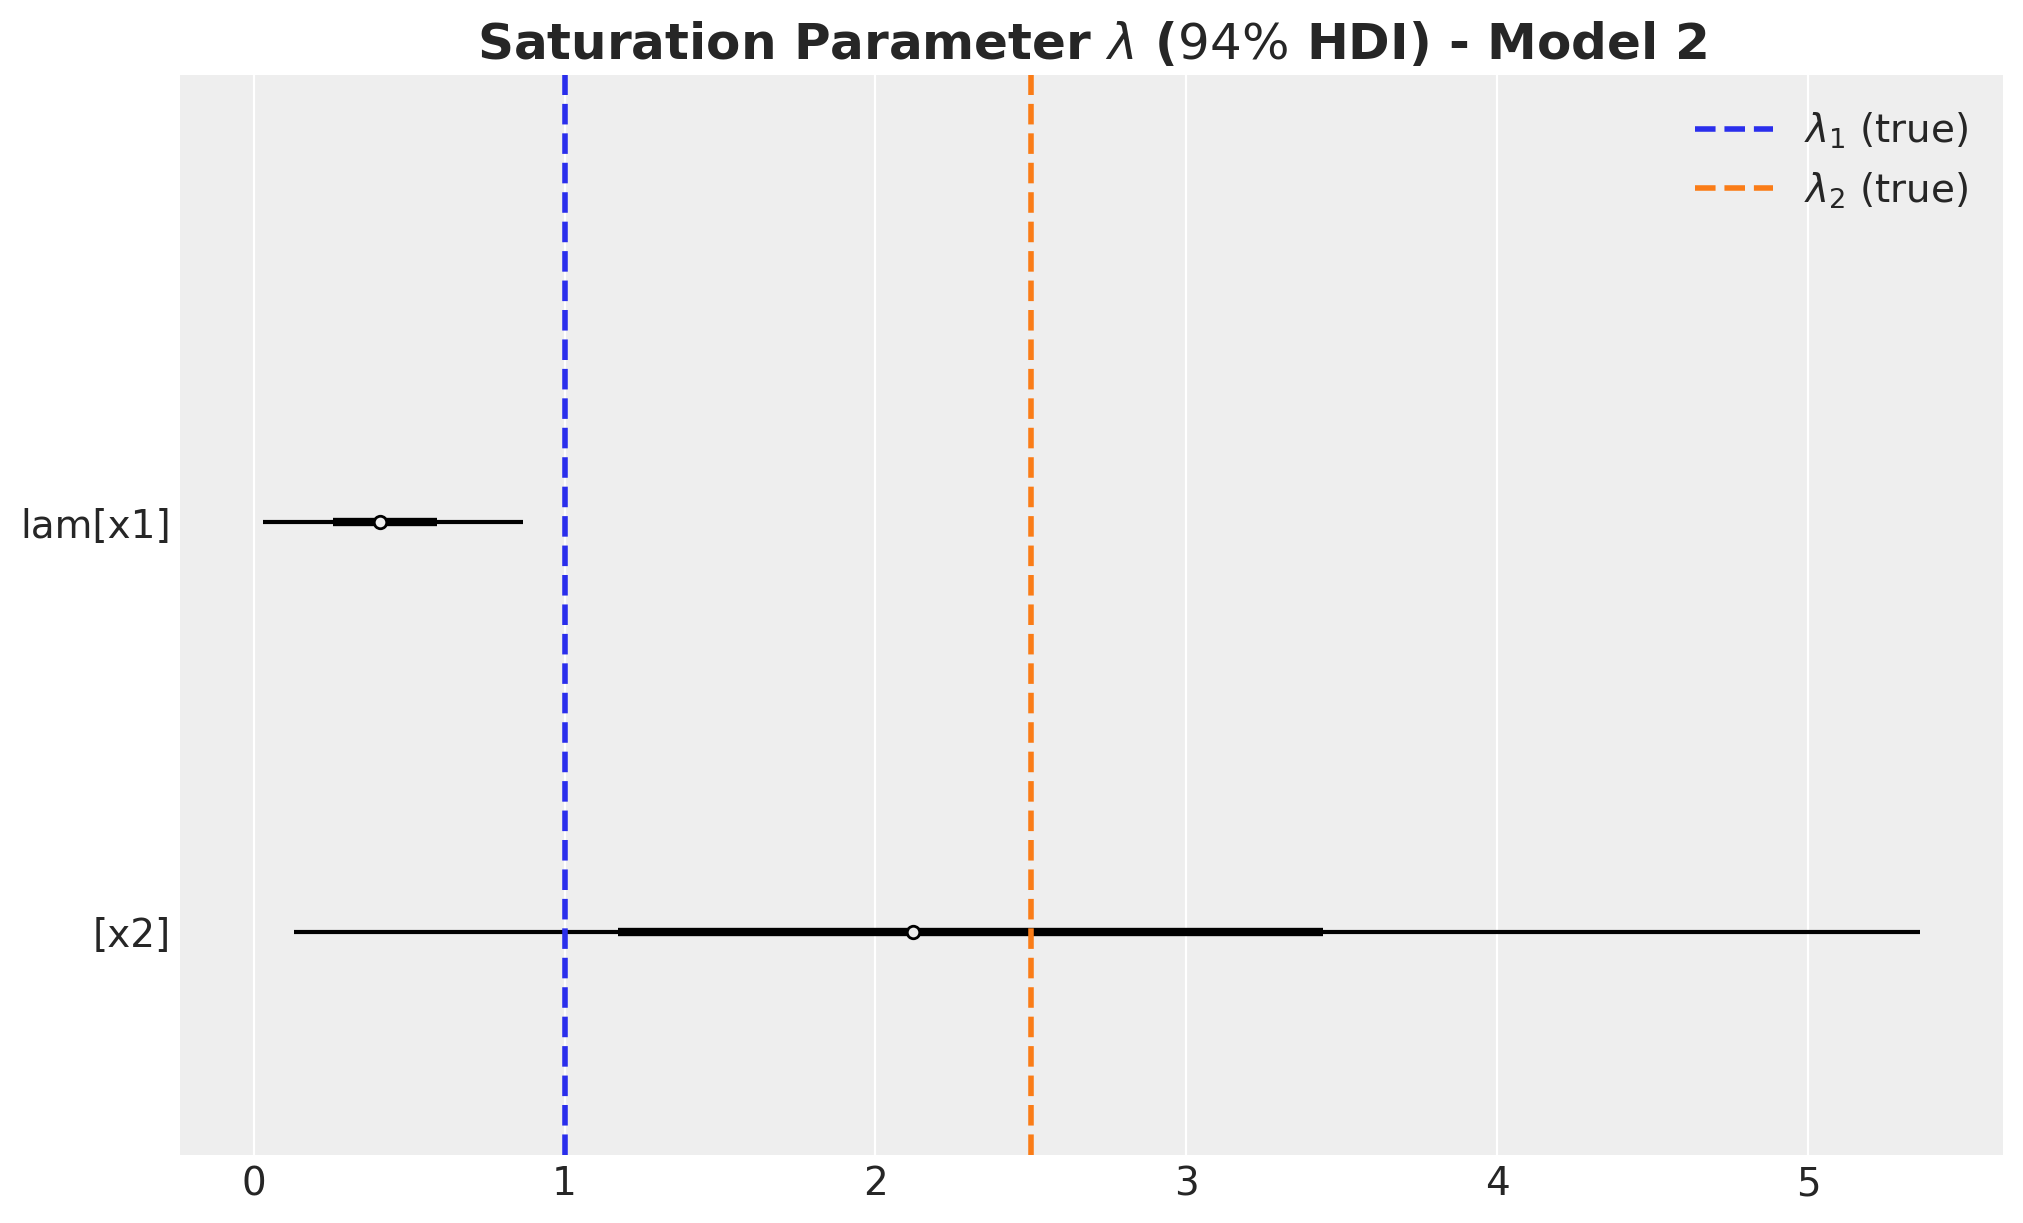 Saturation Parameter λ (94% HDI) - Model 2
λ₁ (true)
λ₂ (true)
lam[x1]
[x2]
0 1 2 3 4 5